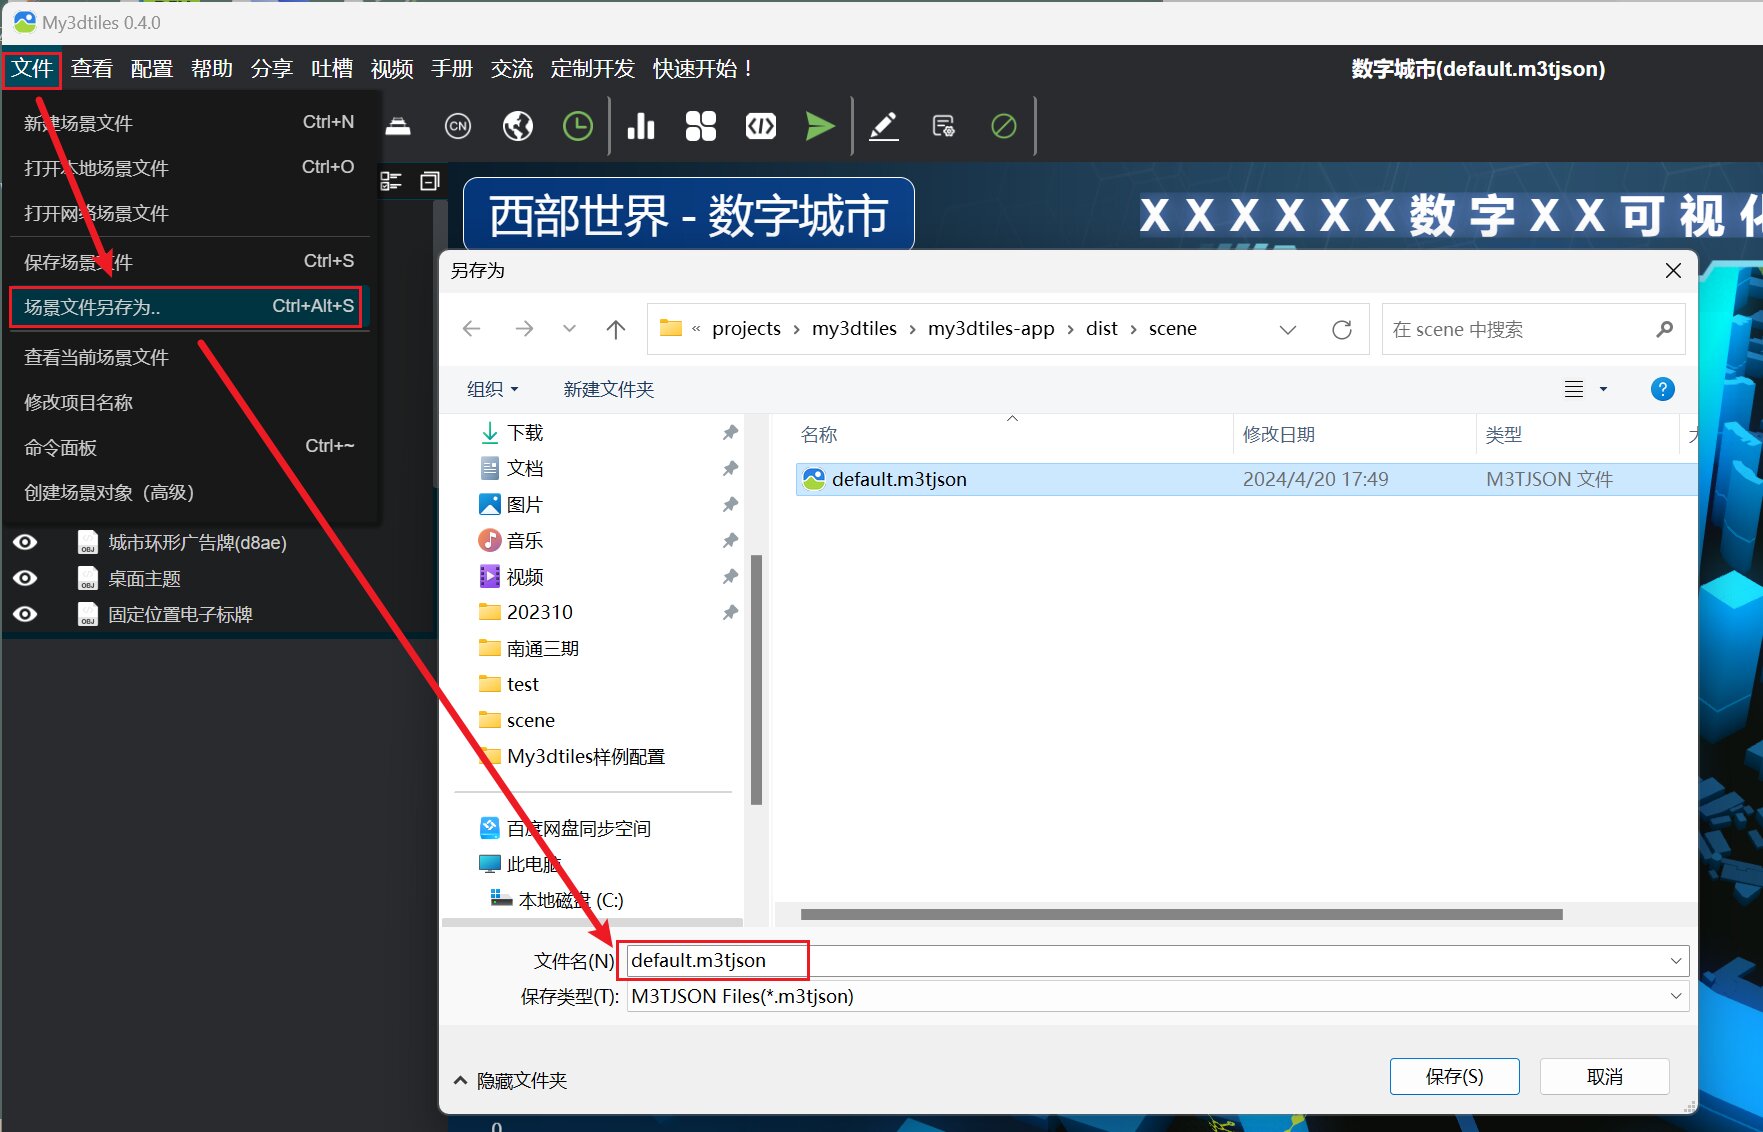 My3dtiles 0.4.0
文件 查看 配置 帮助 分享 吐槽 视频 手册 交流 定制开发 快速开始！ 数字城市(default.m3tjson)
新建场景文件 Ctrl+N
打开本地场景文件 Ctrl+O
打开网络场景文件
保存场景文件 Ctrl+S
场景文件另存为.. Ctrl+Alt+S
查看当前场景文件
修改项目名称
命令面板 Ctrl+~
创建场景对象（高级）
CN
OBJ 城市环形广告牌(d8ae)
OBJ 桌面主题
OBJ 固定位置电子标牌
西部世界 - 数字城市
XXXXXX数字XX可视化
另存为
« projects › my3dtiles › my3dtiles-app › dist › scene
在 scene 中搜索
组织 新建文件夹
下载
文档
图片
音乐
视频
202310
南通三期
test
scene
My3dtiles样例配置
百度网盘同步空间
此电脑
本地磁盘 (C:)
名称 修改日期 类型
default.m3tjson 2024/4/20 17:49 M3TJSON 文件
文件名(N): default.m3tjson
保存类型(T): M3TJSON Files(*.m3tjson)
隐藏文件夹
保存(S) 取消